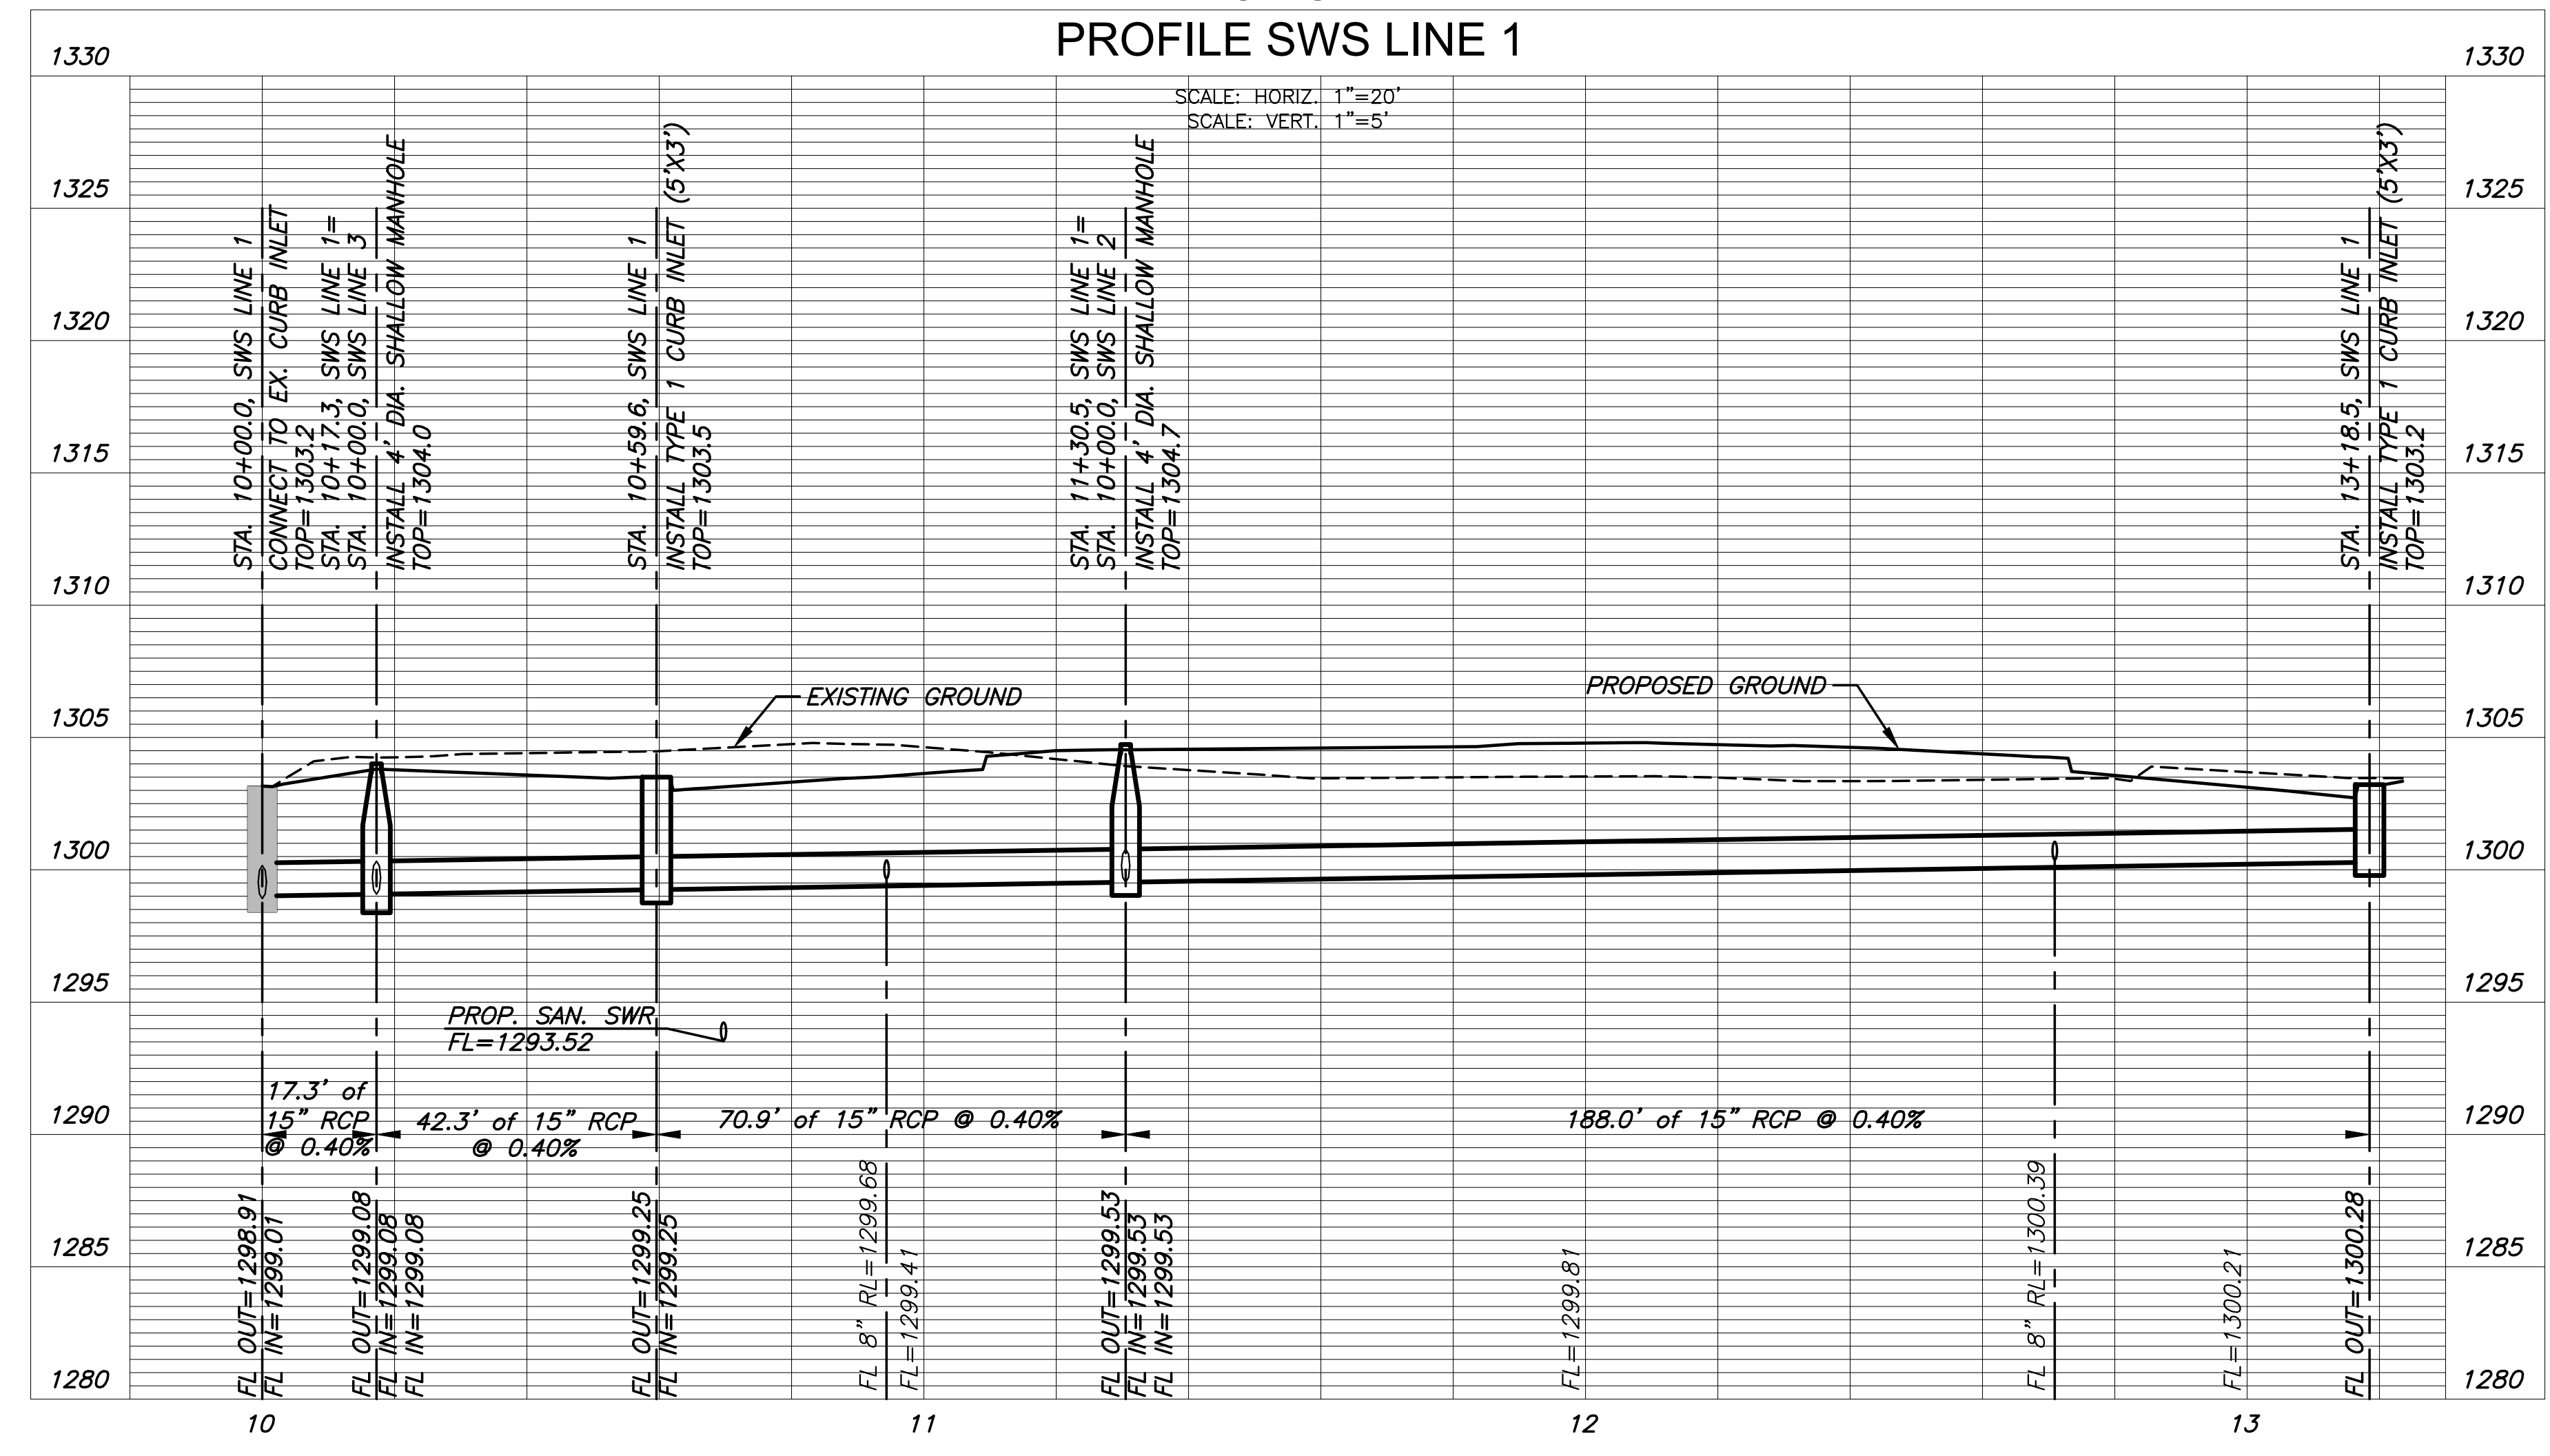 PROFILE SWS LINE 1
SCALE: HORIZ. 1"=20'
SCALE: VERT. 1"=5'
1330
1325
1320
1315
1310
1305
1300
1295
1290
1285
1280
1330
1325
1320
1315
1310
1305
1300
1295
1290
1285
1280
STA. 10+00.0, SWS LINE 1
CONNECT TO EX. CURB INLET
TOP=1303.2
STA. 10+17.3, SWS LINE 1=
STA. 10+00.0, SWS LINE 3
INSTALL 4' DIA. SHALLOW MANHOLE
TOP=1304.0
STA. 10+59.6, SWS LINE 1
INSTALL TYPE 1 CURB INLET (5'X3')
TOP=1303.5
STA. 11+30.5, SWS LINE 1=
STA. 10+00.0, SWS LINE 2
INSTALL 4' DIA. SHALLOW MANHOLE
TOP=1304.7
STA. 13+18.5, SWS LINE 1
INSTALL TYPE 1 CURB INLET (5'X3')
TOP=1303.2
EXISTING GROUND
PROPOSED GROUND
PROP. SAN. SWR
FL=1293.52
17.3' of
15" RCP
@ 0.40%
42.3' of 15" RCP
@ 0.40%
70.9' of 15" RCP @ 0.40%
188.0' of 15" RCP @ 0.40%
FL OUT=1298.91
FL IN=1299.01
FL OUT=1299.08
FL IN=1299.08
FL IN=1299.08
FL OUT=1299.25
FL IN=1299.25
FL 8" RL=1299.68
FL=1299.41
FL OUT=1299.53
FL IN=1299.53
FL IN=1299.53
FL=1299.81
FL 8" RL=1300.39
FL=1300.21
FL OUT=1300.28
10
11
12
13